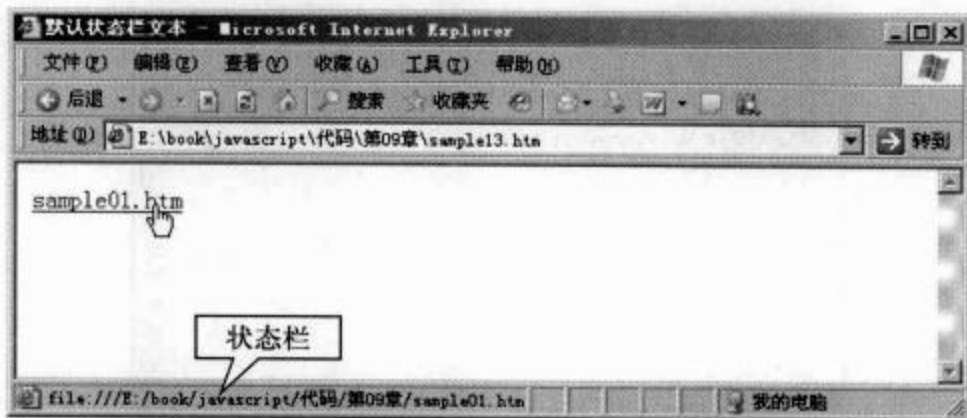 默认状态栏文本 - Microsoft Internet Explorer
文件(F) 编辑(E) 查看(V) 收藏(A) 工具(T) 帮助(H)
后退 搜索 收藏夹
地址(D) E:\book\javascript\代码\第09章\sample13.htm 转到
sample01.htm
状态栏
file:///E:/book/javascript/代码/第09章/sample01.htm 我的电脑